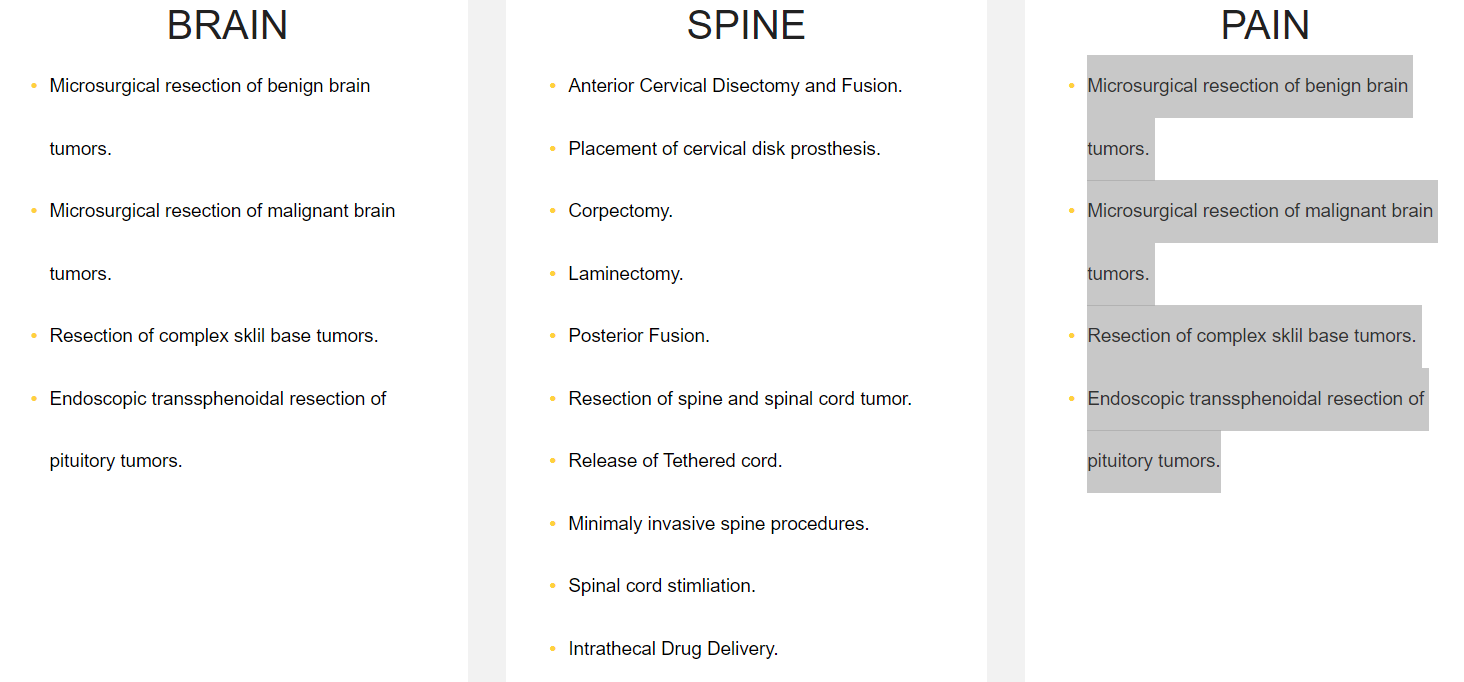 BRAIN
Microsurgical resection of benign brain
tumors.
Microsurgical resection of malignant brain
tumors.
Resection of complex sklil base tumors.
Endoscopic transsphenoidal resection of
pituitory tumors.
SPINE
Anterior Cervical Disectomy and Fusion.
Placement of cervical disk prosthesis.
Corpectomy.
Laminectomy.
Posterior Fusion.
Resection of spine and spinal cord tumor.
Release of Tethered cord.
Minimaly invasive spine procedures.
Spinal cord stimliation.
Intrathecal Drug Delivery.
PAIN
Microsurgical resection of benign brain
tumors.
Microsurgical resection of malignant brain
tumors.
Resection of complex sklil base tumors.
Endoscopic transsphenoidal resection of
pituitory tumors.